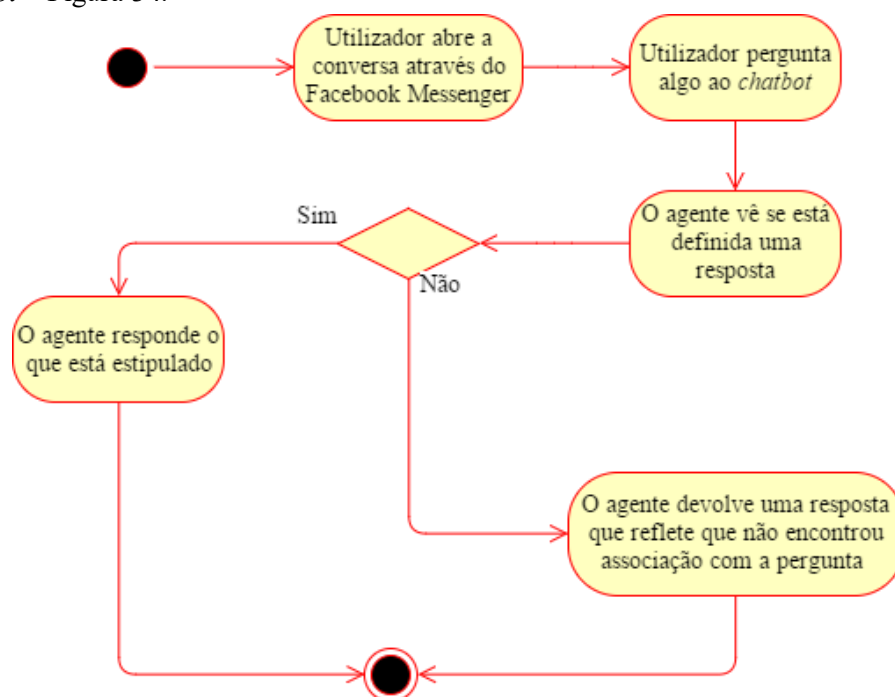 Figura 54.
Utilizador abre a
conversa através do
Facebook Messenger
Utilizador pergunta
algo ao chatbot
O agente vê se está
definida uma
resposta
Sim
Não
O agente responde o
que está estipulado
O agente devolve uma resposta
que reflete que não encontrou
associação com a pergunta